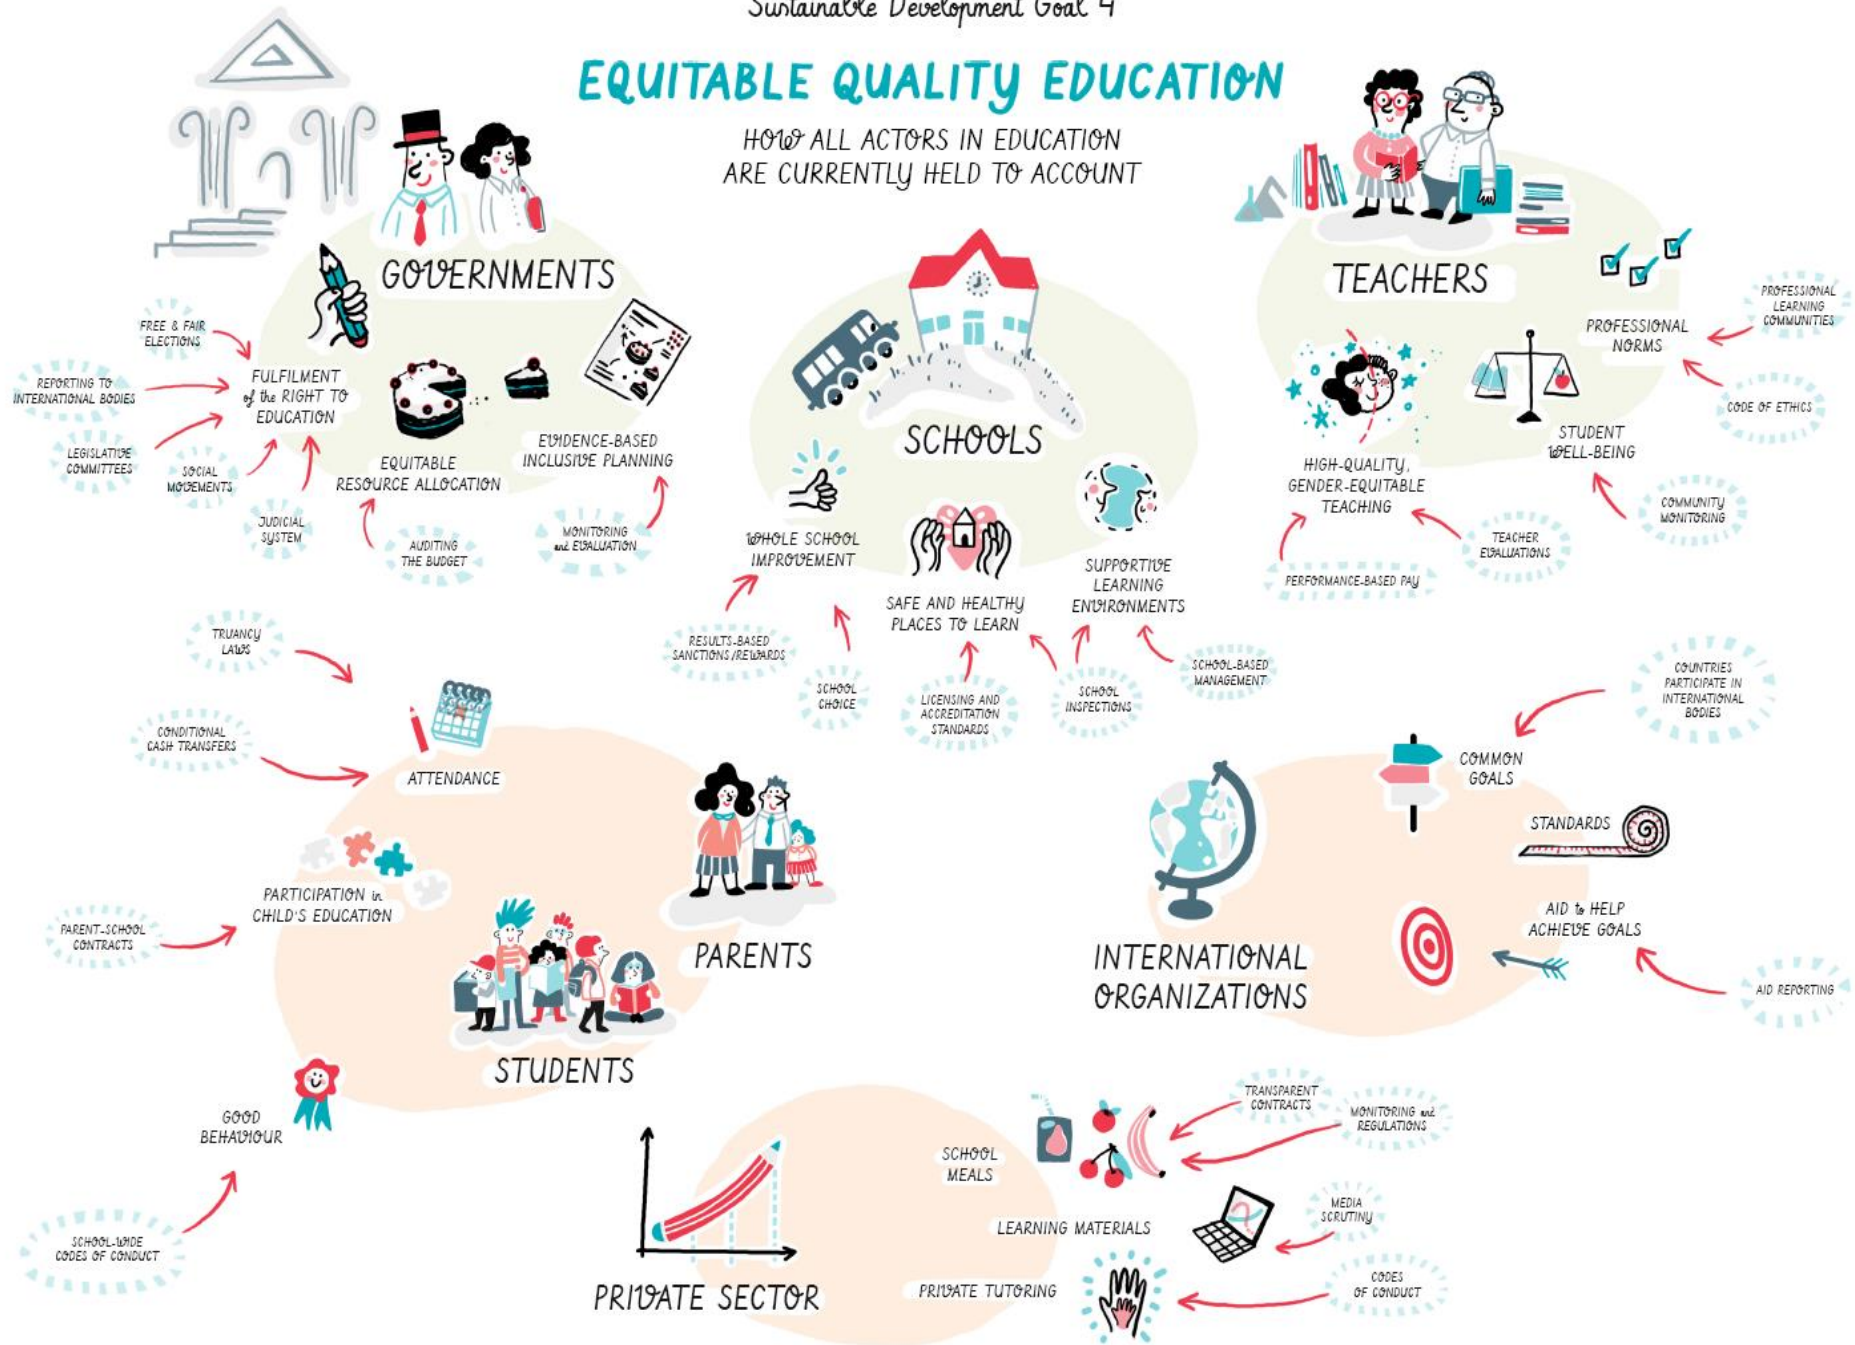 Sustainable Development Goal 4
EQUITABLE QUALITY EDUCATION
HOW ALL ACTORS IN EDUCATION
ARE CURRENTLY HELD TO ACCOUNT
GOVERNMENTS
FREE & FAIR
ELECTIONS
REPORTING TO
INTERNATIONAL BODIES
LEGISLATIVE
COMMITTEES
SOCIAL
MOVEMENTS
JUDICIAL
SYSTEM
FULFILMENT
of the RIGHT TO
EDUCATION
EQUITABLE
RESOURCE ALLOCATION
AUDITING
THE BUDGET
EVIDENCE-BASED
INCLUSIVE PLANNING
MONITORING
and EVALUATION
SCHOOLS
WHOLE SCHOOL
IMPROVEMENT
RESULTS-BASED
SANCTIONS/REWARDS
SCHOOL
CHOICE
SAFE AND HEALTHY
PLACES TO LEARN
LICENSING AND
ACCREDITATION
STANDARDS
SCHOOL
INSPECTIONS
SUPPORTIVE
LEARNING
ENVIRONMENTS
SCHOOL-BASED
MANAGEMENT
TEACHERS
PROFESSIONAL
NORMS
PROFESSIONAL
LEARNING
COMMUNITIES
CODE OF ETHICS
STUDENT
WELL-BEING
COMMUNITY
MONITORING
HIGH-QUALITY,
GENDER-EQUITABLE
TEACHING
TEACHER
EVALUATIONS
PERFORMANCE-BASED PAY
TRUANCY
LAWS
CONDITIONAL
CASH TRANSFERS
ATTENDANCE
PARTICIPATION in
CHILD'S EDUCATION
PARENT-SCHOOL
CONTRACTS
PARENTS
STUDENTS
GOOD
BEHAVIOUR
SCHOOL-WIDE
CODES OF CONDUCT
INTERNATIONAL
ORGANIZATIONS
COUNTRIES
PARTICIPATE IN
INTERNATIONAL
BODIES
COMMON
GOALS
STANDARDS
AID to HELP
ACHIEVE GOALS
AID REPORTING
PRIVATE SECTOR
SCHOOL
MEALS
TRANSPARENT
CONTRACTS
MONITORING and
REGULATIONS
LEARNING MATERIALS
MEDIA
SCRUTINY
PRIVATE TUTORING
CODES
OF CONDUCT